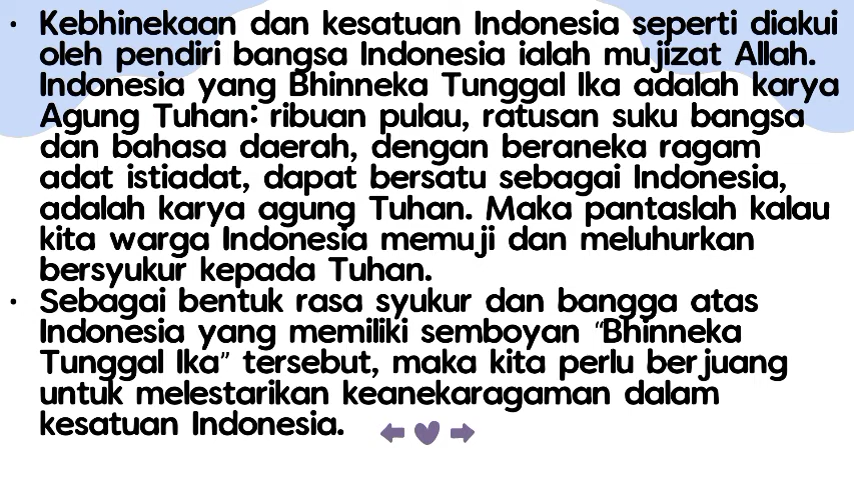 • Kebhinekaan dan kesatuan Indonesia seperti diakui
oleh pendiri bangsa Indonesia ialah mujizat Allah.
Indonesia yang Bhinneka Tunggal Ika adalah karya
Agung Tuhan: ribuan pulau, ratusan suku bangsa
dan bahasa daerah, dengan beraneka ragam
adat istiadat, dapat bersatu sebagai Indonesia,
adalah karya agung Tuhan. Maka pantaslah kalau
kita warga Indonesia memuji dan meluhurkan
bersyukur kepada Tuhan.
• Sebagai bentuk rasa syukur dan bangga atas
Indonesia yang memiliki semboyan “Bhinneka
Tunggal Ika” tersebut, maka kita perlu berjuang
untuk melestarikan keanekaragaman dalam
kesatuan Indonesia.